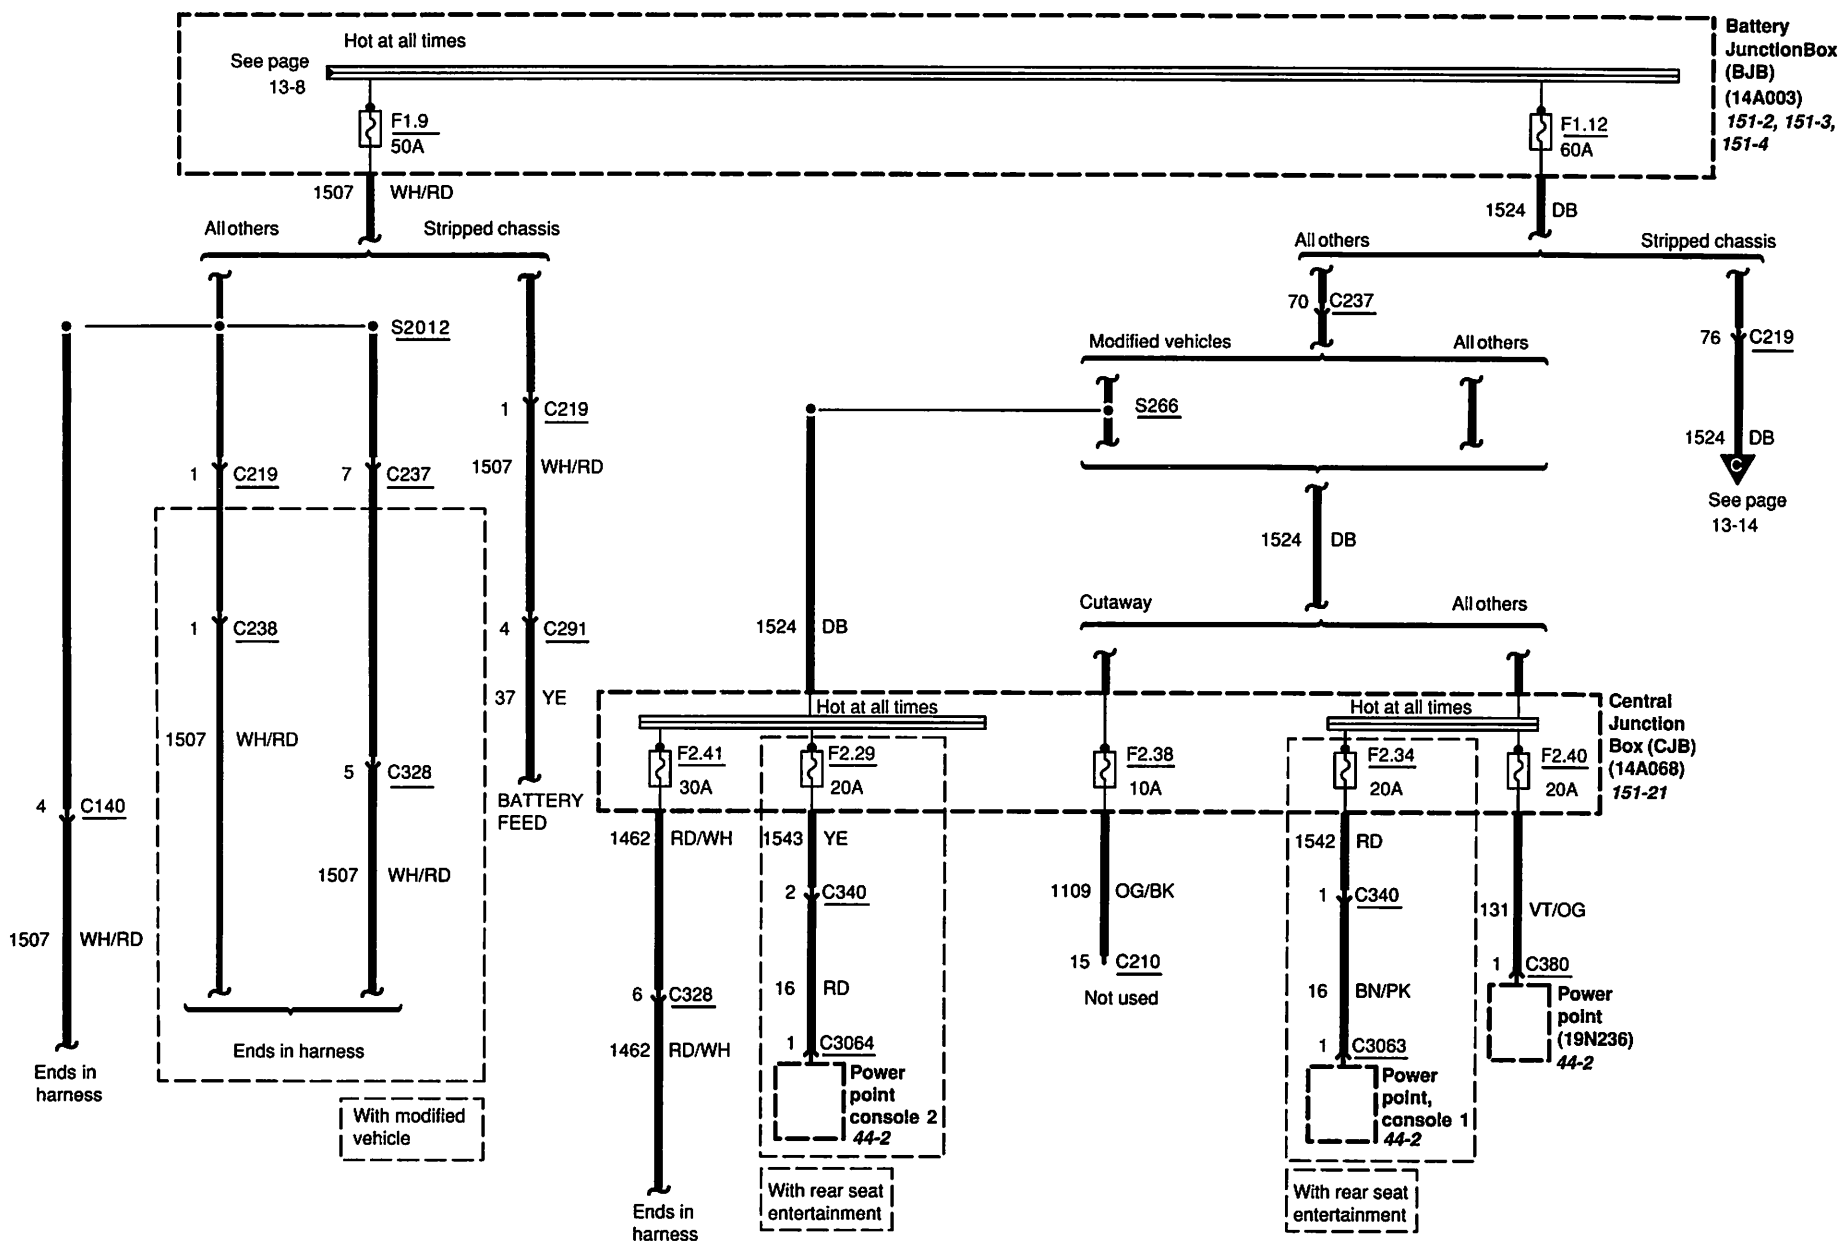 Hot at all times
See page
13-8
F1.9
50A
F1.12
60A
Battery
JunctionBox
(BJB)
(14A003)
151-2, 151-3,
151-4
1507 WH/RD
1524 DB
All others
Stripped chassis
All others
Stripped chassis
S2012
70 C237
76 C219
Modified vehicles
All others
1 C219
S266
1524 DB
C
See page
13-14
1 C219
7 C237
1507 WH/RD
1524 DB
Cutaway
All others
1 C238
4 C291
1524 DB
37 YE
1507 WH/RD
5 C328
BATTERY
FEED
Hot at all times
Hot at all times
Central
Junction
Box (CJB)
(14A068)
151-21
F2.41
30A
F2.29
20A
F2.38
10A
F2.34
20A
F2.40
20A
4 C140
1462 RD/WH
1543 YE
1542 RD
1507 WH/RD
2 C340
1109 OG/BK
1 C340
131 VT/OG
1507 WH/RD
15 C210
Not used
1 C380
6 C328
16 RD
16 BN/PK
Power
point
(19N236)
44-2
1462 RD/WH
1 C3064
1 C3063
Ends in harness
Ends in
harness
Power
point
console 2
44-2
Power
point,
console 1
44-2
With modified
vehicle
Ends in
harness
With rear seat
entertainment
With rear seat
entertainment